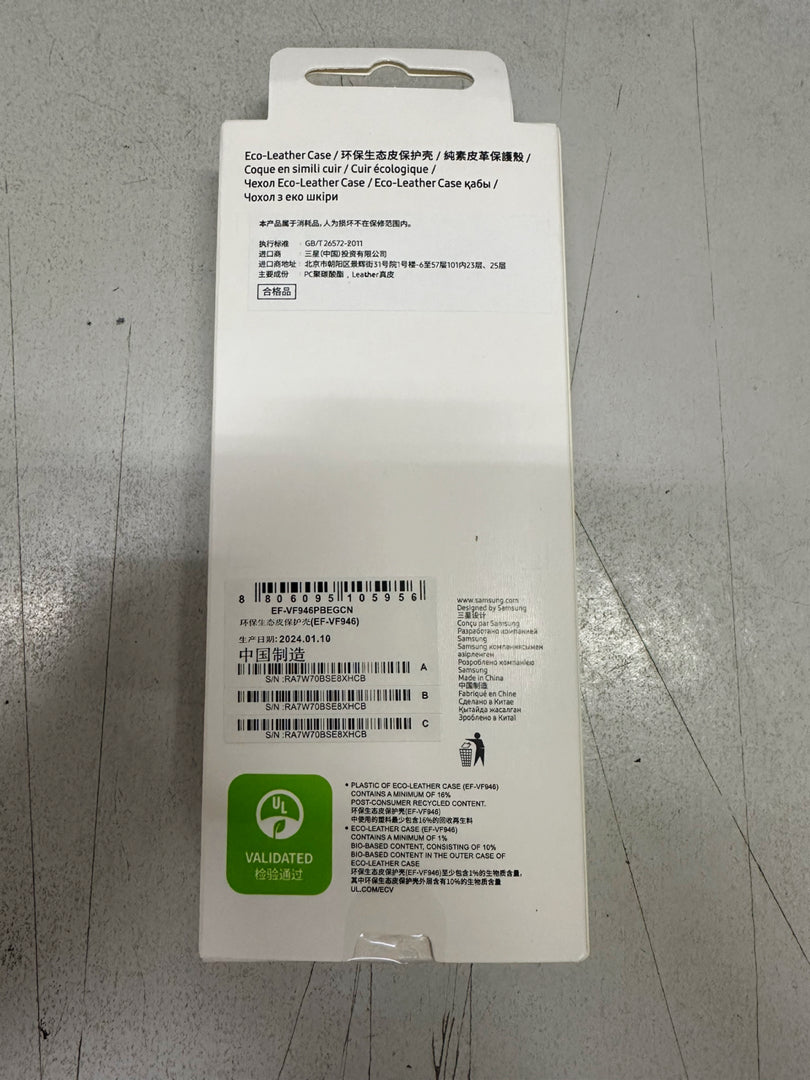 Eco-Leather Case / 环保生态皮保护壳 / 純素皮革保護殼 /
Coque en simili cuir / Cuir écologique /
Чехол Eco-Leather Case / Eco-Leather Case қабы /
Чохол з еко шкіри
本产品属于消耗品,人为损坏不在保修范围内。
执行标准 : GB/T 26572-2011
进口商 : 三星(中国)投资有限公司
进口商地址: 北京市朝阳区景辉街31号院1号楼-6至57层101内23层、25层
主要成份 : PC聚碳酸酯 , Leather真皮
合格品
8 806095 105956
EF-VF946PBEGCN
环保生态皮保护壳(EF-VF946)
生产日期: 2024.01.10
中国制造
A
S/N :RA7W70BSE8XHCB
B
S/N :RA7W70BSE8XHCB
C
S/N :RA7W70BSE8XHCB
www.samsung.com
Designed by Samsung
三星设计
Conçu par Samsung
Разработано компанией
Samsung
Samsung компаниясымен
әзірленген
Розроблено компанією
Samsung
Made in China
中国制造
Fabriqué en Chine
Сделано в Китае
Қытайда жасалған
Зроблено в Китаї
UL
VALIDATED
检验通过
• PLASTIC OF ECO-LEATHER CASE (EF-VF946)
CONTAINS A MINIMUM OF 16%
POST-CONSUMER RECYCLED CONTENT.
环保生态皮保护壳(EF-VF946)
中使用的塑料最少包含16%的回收再生料
• ECO-LEATHER CASE (EF-VF946)
CONTAINS A MINIMUM OF 1%
BIO-BASED CONTENT, CONSISTING OF 10%
BIO-BASED CONTENT IN THE OUTER CASE OF
ECO-LEATHER CASE
环保生态皮保护壳(EF-VF946)至少包含1%的生物质含量,
其中环保生态皮保护壳外层含有10%的生物质含量
UL.COM/ECV